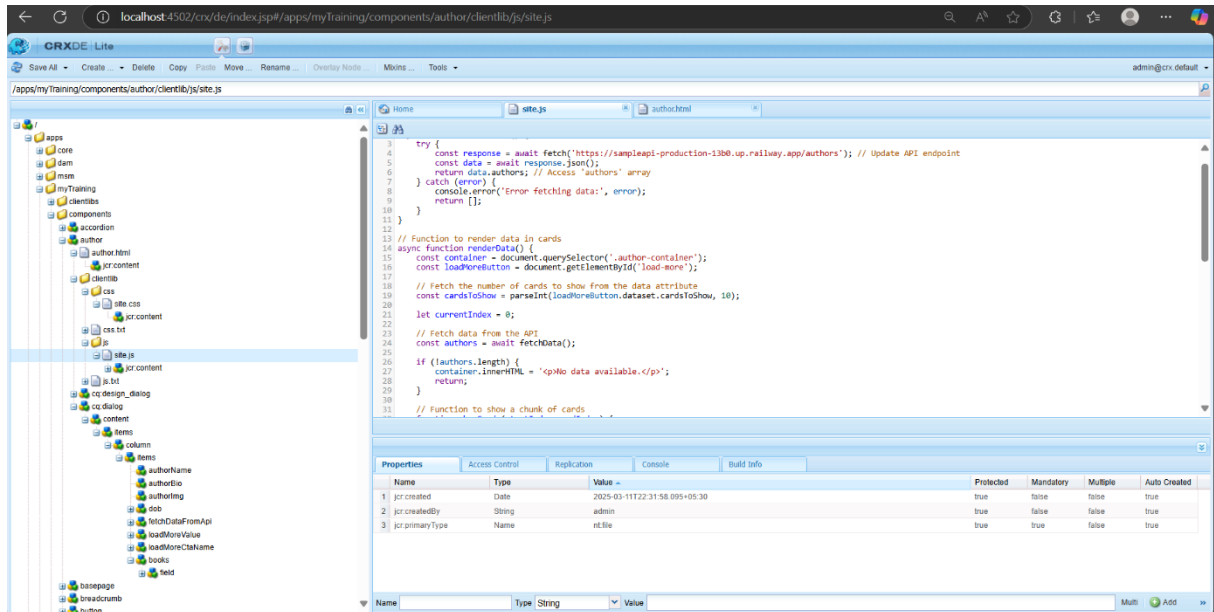 localhost:4502/crx/de/index.jsp#/apps/myTraining/components/author/clientlib/js/site.js
CRXDE | Lite
Save All Create ... Delete Copy Paste Move ... Rename ... Overlay Node ... Mixins ... Tools admin@crx.default
/apps/myTraining/components/author/clientlib/js/site.js
/
apps
core
dam
msm
myTraining
clientlibs
components
accordion
author
author.html
jcr:content
clientlib
css
site.css
jcr:content
css.txt
js
site.js
jcr:content
js.txt
cq:design_dialog
cq:dialog
content
items
column
items
authorName
authorBio
authorImg
dob
fetchDataFromApi
loadMoreValue
loadMoreCtaName
books
field
basepage
breadcrumb
button
Home site.js author.html
3 try {
4 const response = await fetch('https://sampleapi-production-13b0.up.railway.app/authors'); // Update API endpoint
5 const data = await response.json();
6 return data.authors; // Access 'authors' array
7 } catch (error) {
8 console.error('Error fetching data:', error);
9 return [];
10 }
11 }
12
13 // Function to render data in cards
14 async function renderData() {
15 const container = document.querySelector('.author-container');
16 const loadMoreButton = document.getElementById('load-more');
17
18 // Fetch the number of cards to show from the data attribute
19 const cardsToShow = parseInt(loadMoreButton.dataset.cardsToShow, 10);
20
21 let currentIndex = 0;
22
23 // Fetch data from the API
24 const authors = await fetchData();
25
26 if (!authors.length) {
27 container.innerHTML = '<p>No data available.</p>';
28 return;
29 }
30
31 // Function to show a chunk of cards
Properties Access Control Replication Console Build Info
Name Type Value Protected Mandatory Multiple Auto Created
1 jcr:created Date 2025-03-11T22:31:58.095+05:30 true false false true
2 jcr:createdBy String admin true false false true
3 jcr:primaryType Name nt:file true true false true
Name Type String Value Multi Add